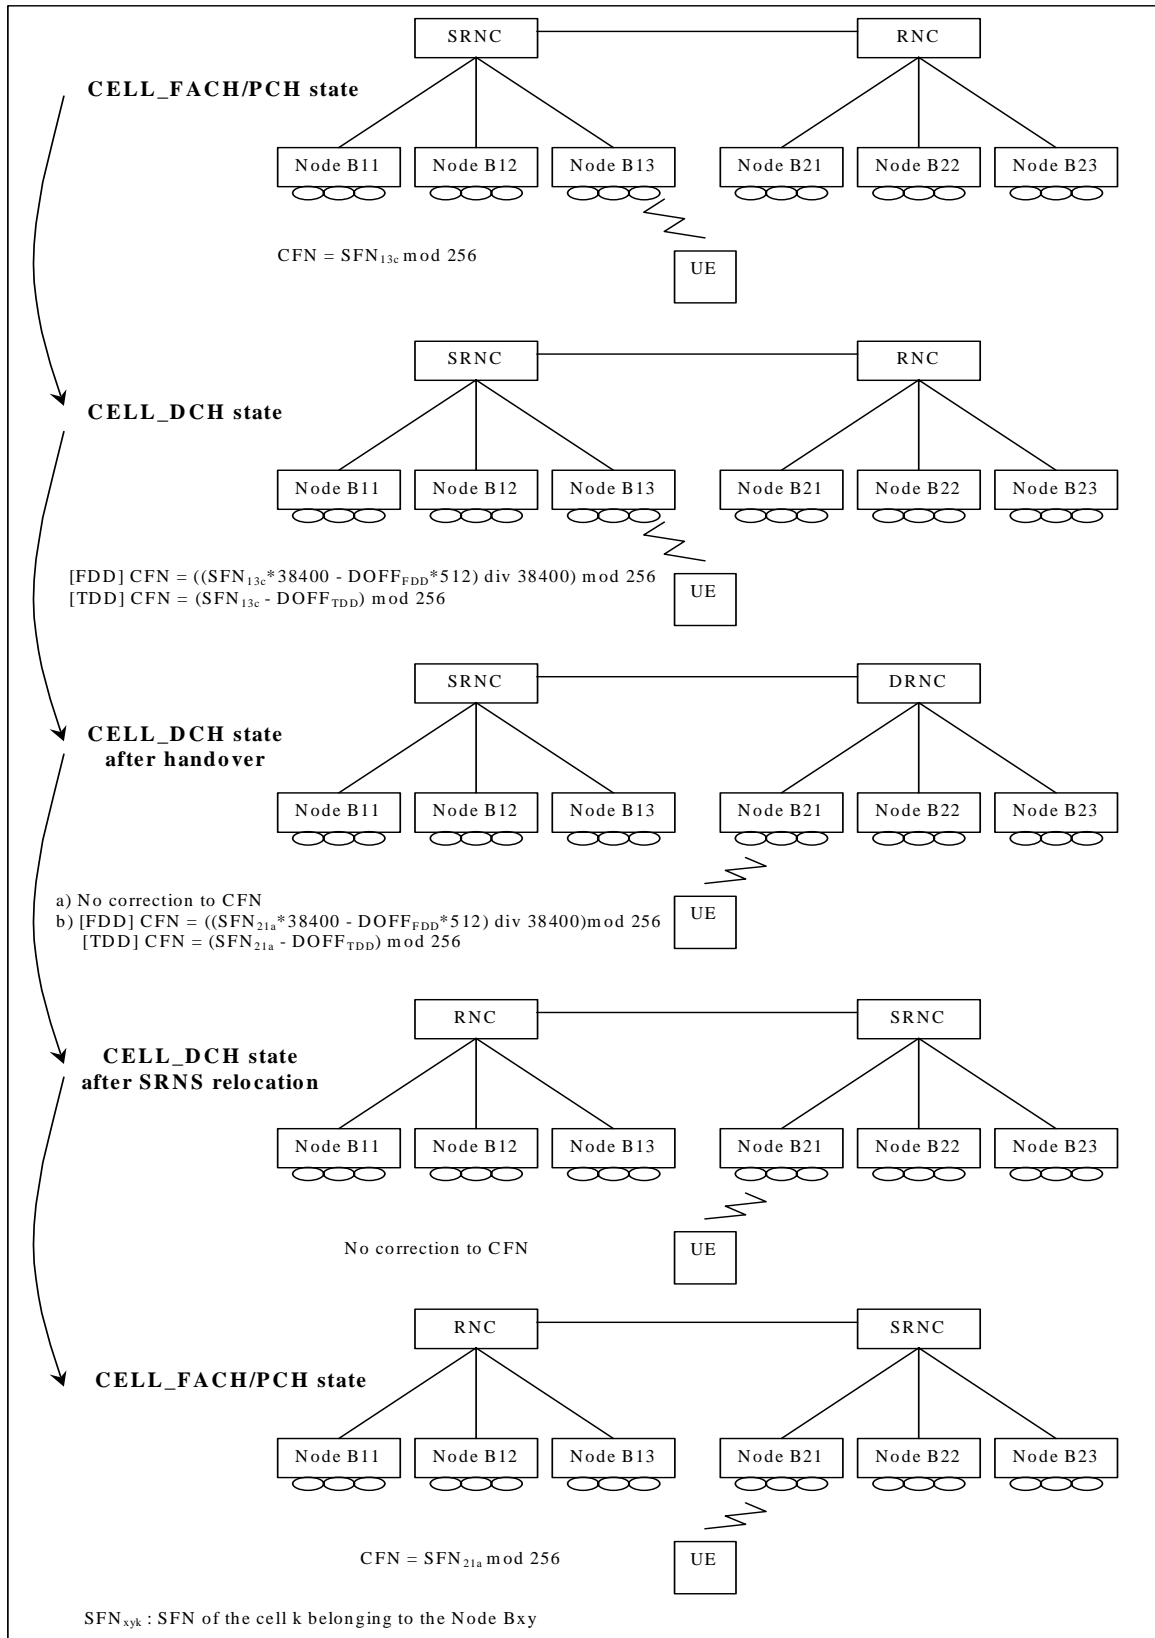 SRNC RNC
CELL_FACH/PCH state
Node B11 Node B12 Node B13 Node B21 Node B22 Node B23
CFN = SFN13c mod 256
UE
SRNC RNC
CELL_DCH state
Node B11 Node B12 Node B13 Node B21 Node B22 Node B23
[FDD] CFN = ((SFN13c*38400 - DOFFFDD*512) div 38400) mod 256
[TDD] CFN = (SFN13c - DOFFTDD) mod 256
UE
SRNC DRNC
CELL_DCH state
after handover
Node B11 Node B12 Node B13 Node B21 Node B22 Node B23
a) No correction to CFN
b) [FDD] CFN = ((SFN21a*38400 - DOFFFDD*512) div 38400)mod 256
[TDD] CFN = (SFN21a - DOFFTDD) mod 256
UE
RNC SRNC
CELL_DCH state
after SRNS relocation
Node B11 Node B12 Node B13 Node B21 Node B22 Node B23
No correction to CFN
UE
RNC SRNC
CELL_FACH/PCH state
Node B11 Node B12 Node B13 Node B21 Node B22 Node B23
CFN = SFN21a mod 256
UE
SFNxyk : SFN of the cell k belonging to the Node Bxy